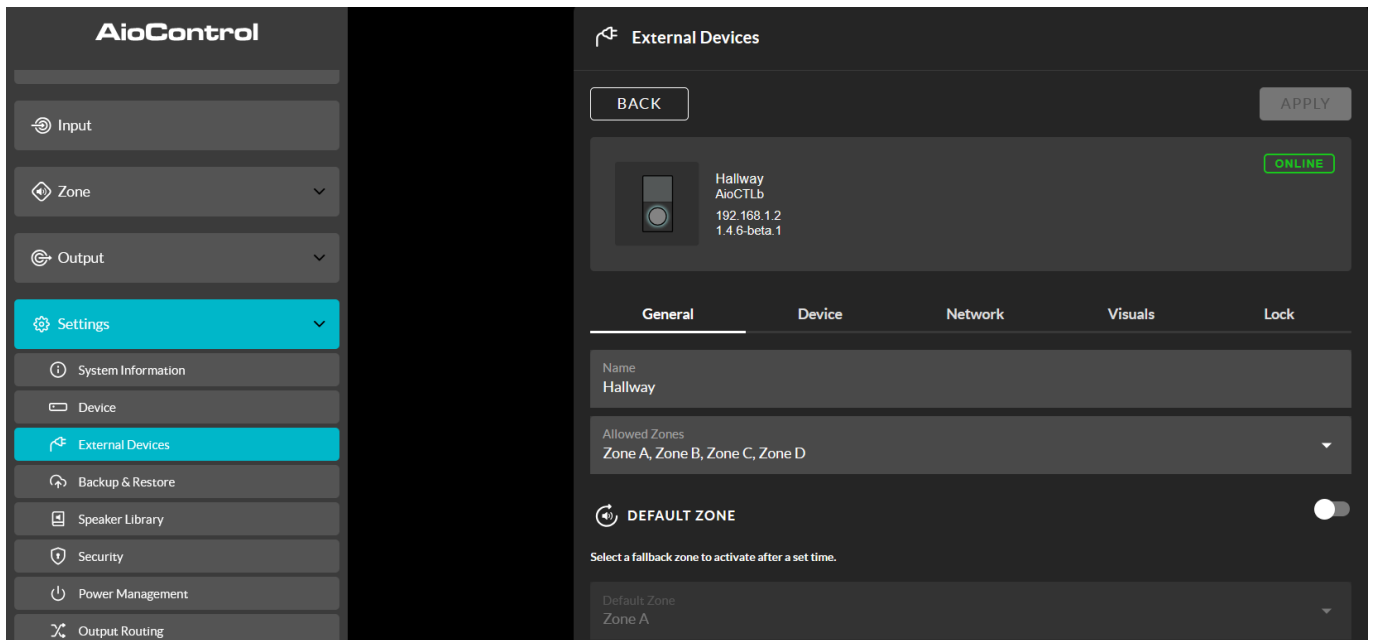 AioControl
Input
Zone
Output
Settings
System Information
Device
External Devices
Backup & Restore
Speaker Library
Security
Power Management
Output Routing
External Devices
BACK
APPLY
ONLINE
Hallway
AioCTLb
192.168.1.2
1.4.6-beta.1
General Device Network Visuals Lock
Name
Hallway
Allowed Zones
Zone A, Zone B, Zone C, Zone D
DEFAULT ZONE
Select a fallback zone to activate after a set time.
Default Zone
Zone A